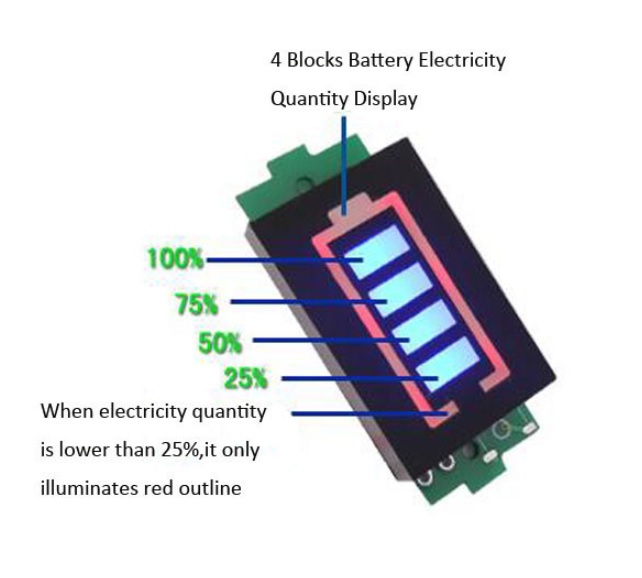 4 Blocks Battery Electricity
Quantity Display
100%
75%
50%
25%
When electricity quantity
is lower than 25%,it only
illuminates red outline